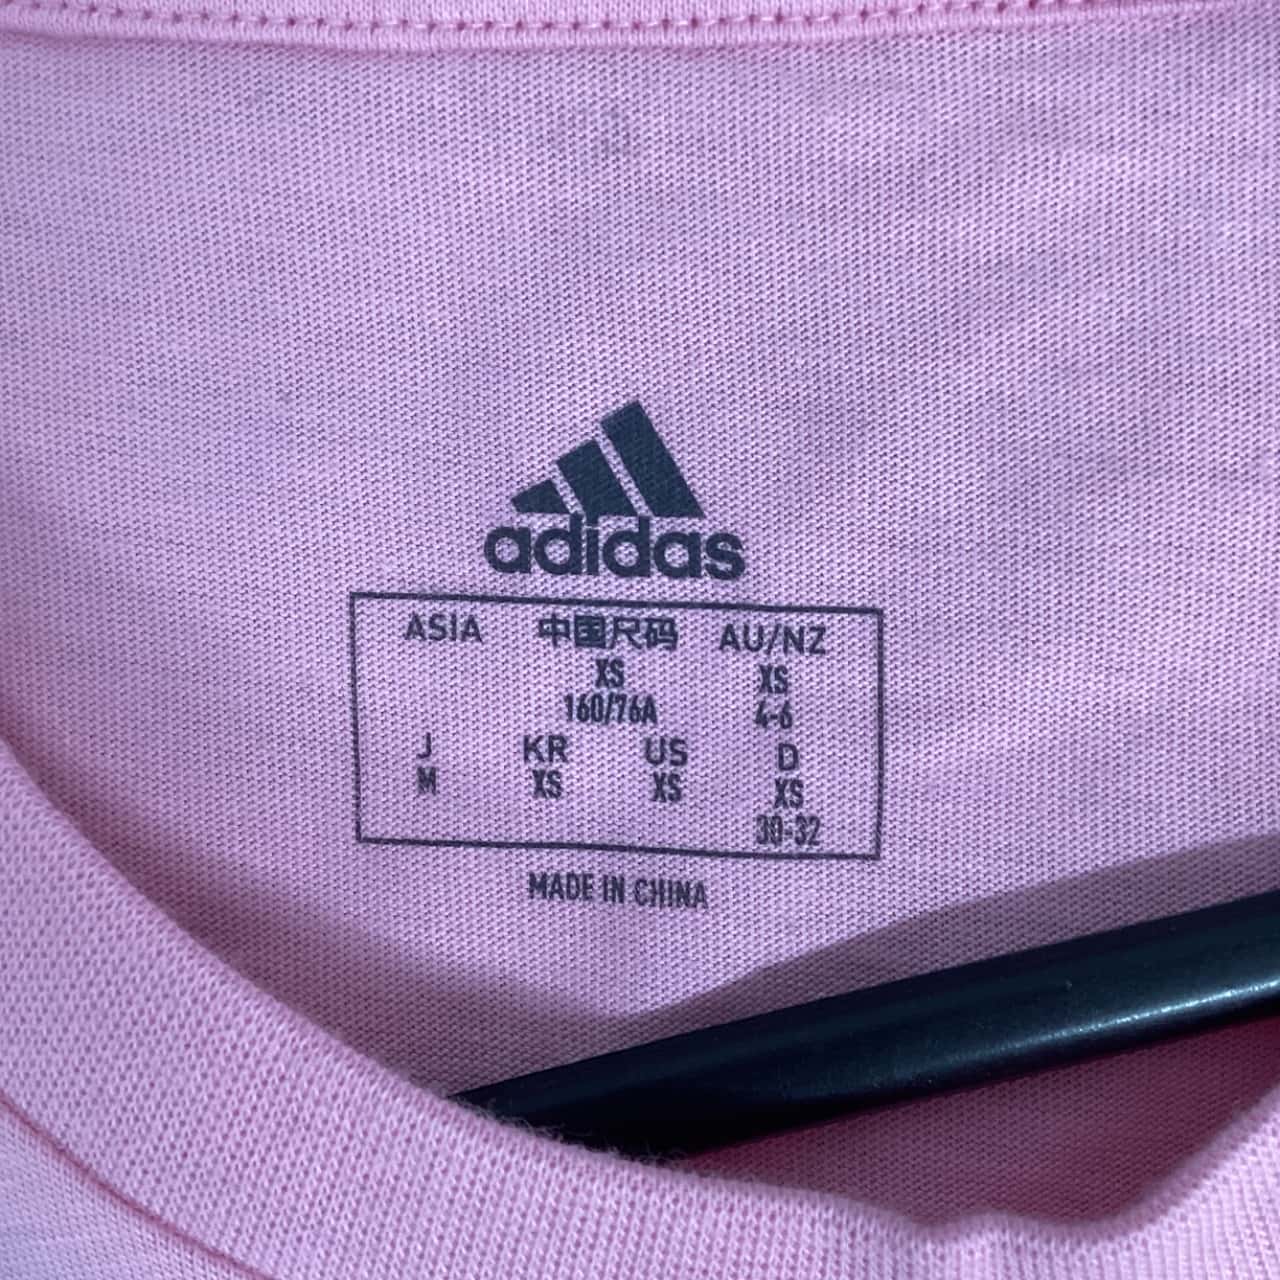 adidas
ASIA 中国尺码 AU/NZ
XS XS
160/76A 4-6
J KR US D
M XS XS XS
30-32
MADE IN CHINA